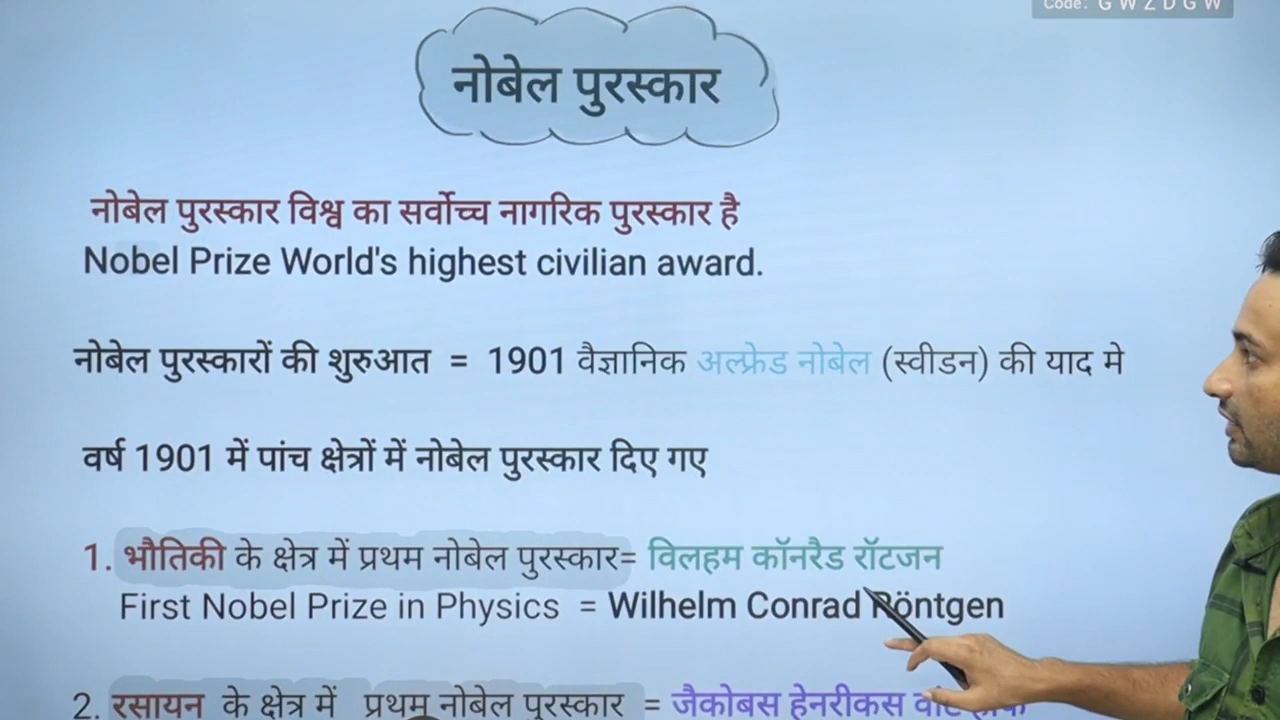 Code: G W Z D G W
नोबेल पुरस्कार
नोबेल पुरस्कार विश्व का सर्वोच्च नागरिक पुरस्कार है
Nobel Prize World's highest civilian award.
नोबेल पुरस्कारों की शुरुआत = 1901 वैज्ञानिक अल्फ्रेड नोबेल (स्वीडन) की याद मे
वर्ष 1901 में पांच क्षेत्रों में नोबेल पुरस्कार दिए गए
1. भौतिकी के क्षेत्र में प्रथम नोबेल पुरस्कार= विलहम कॉनरैड रॉटजन
First Nobel Prize in Physics = Wilhelm Conrad Röntgen
2. रसायन के क्षेत्र में प्रथम नोबेल पुरस्कार = जैकोबस हेनरीकस